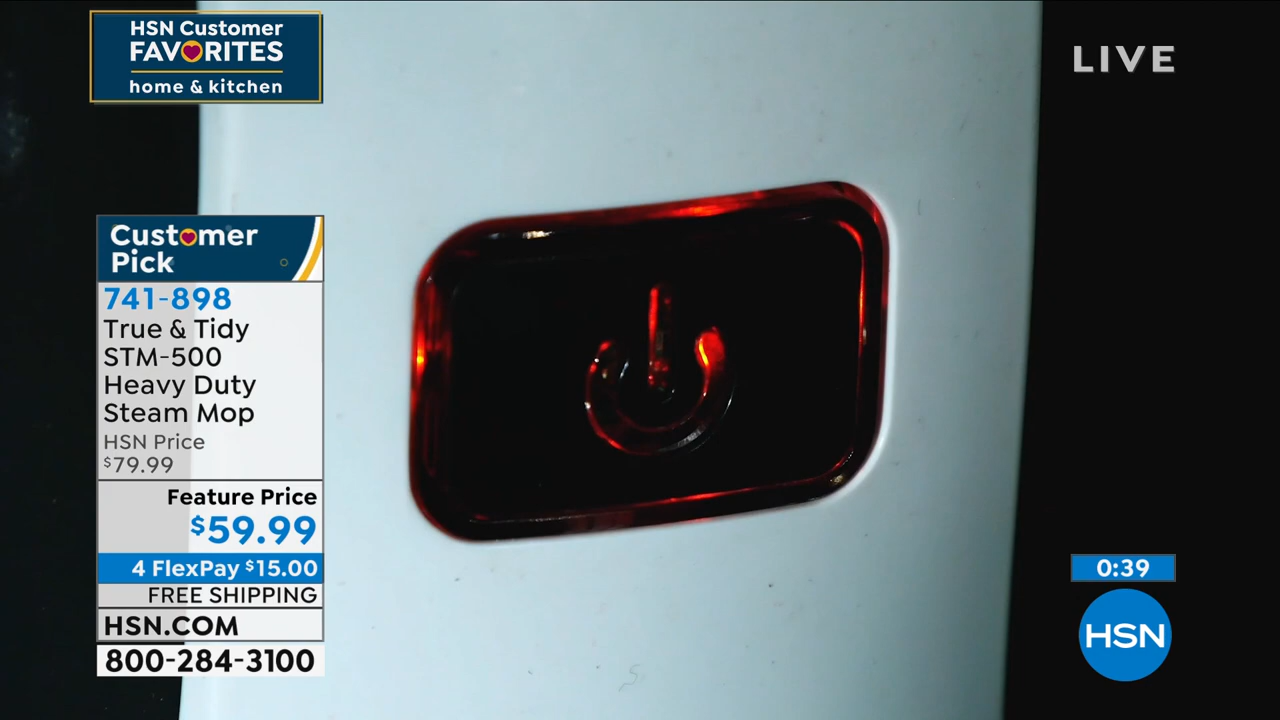 HSN Customer
FAVORITES
home & kitchen
LIVE
Customer
Pick
741-898
True & Tidy
STM-500
Heavy Duty
Steam Mop
HSN Price
$79.99
Feature Price
$59.99
4 FlexPay $15.00
FREE SHIPPING
HSN.COM
800-284-3100
0:39
HSN